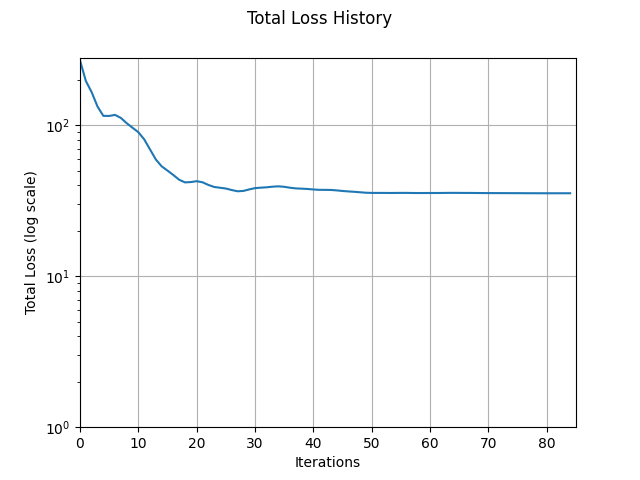 Total Loss History
Total Loss (log scale)
10²
10¹
10⁰
0 10 20 30 40 50 60 70 80
Iterations